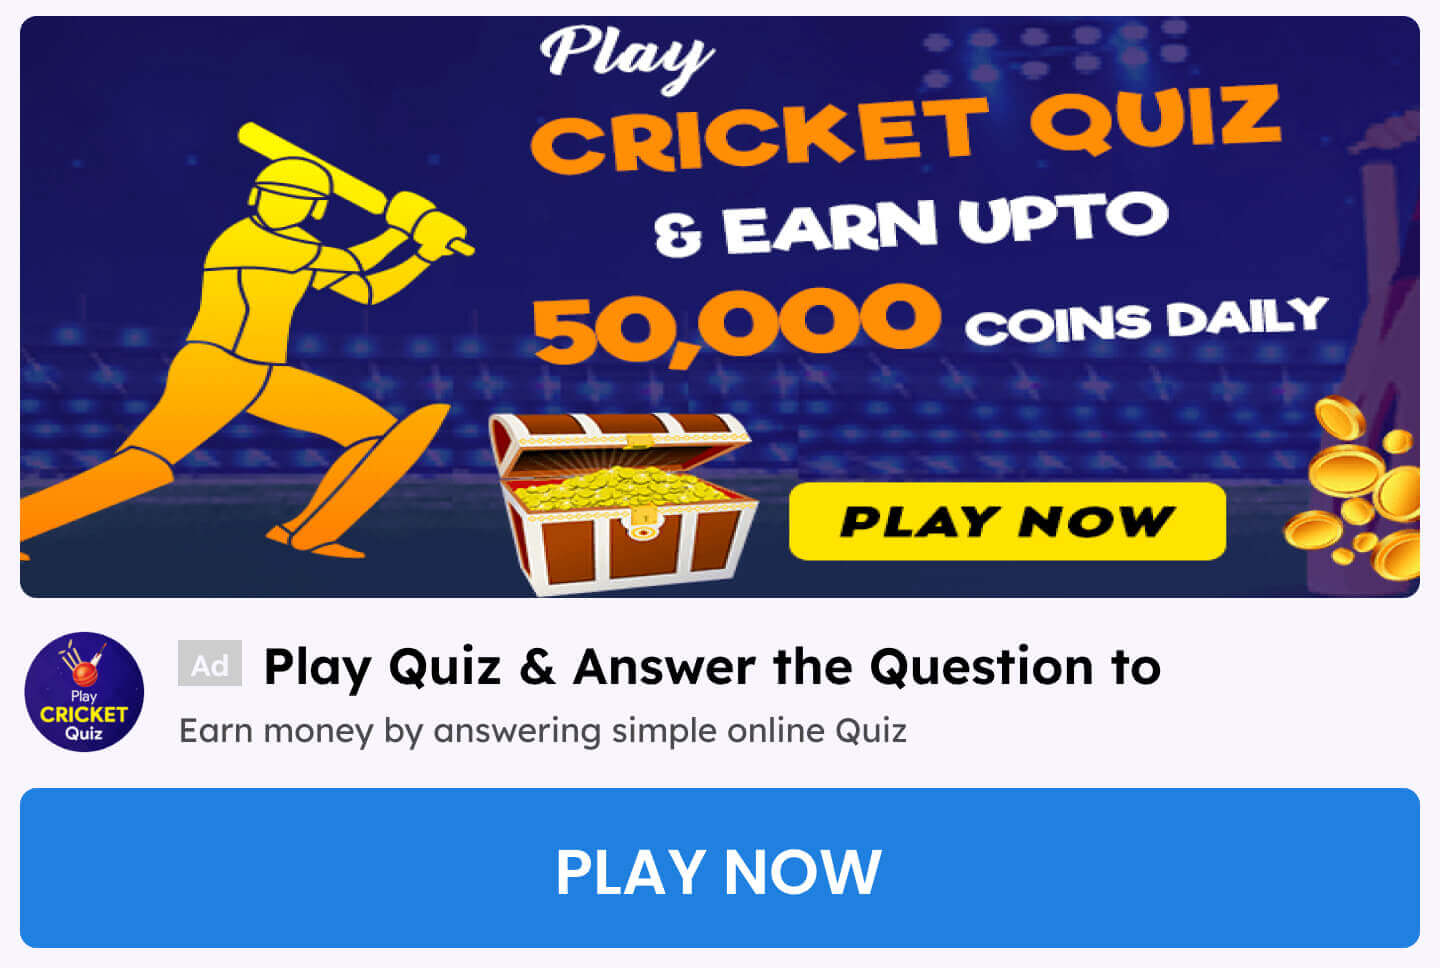 Play
CRICKET QUIZ
& EARN UPTO
50,000 COINS DAILY
PLAY NOW
Play
CRICKET
Quiz
Ad Play Quiz & Answer the Question to
Earn money by answering simple online Quiz
PLAY NOW